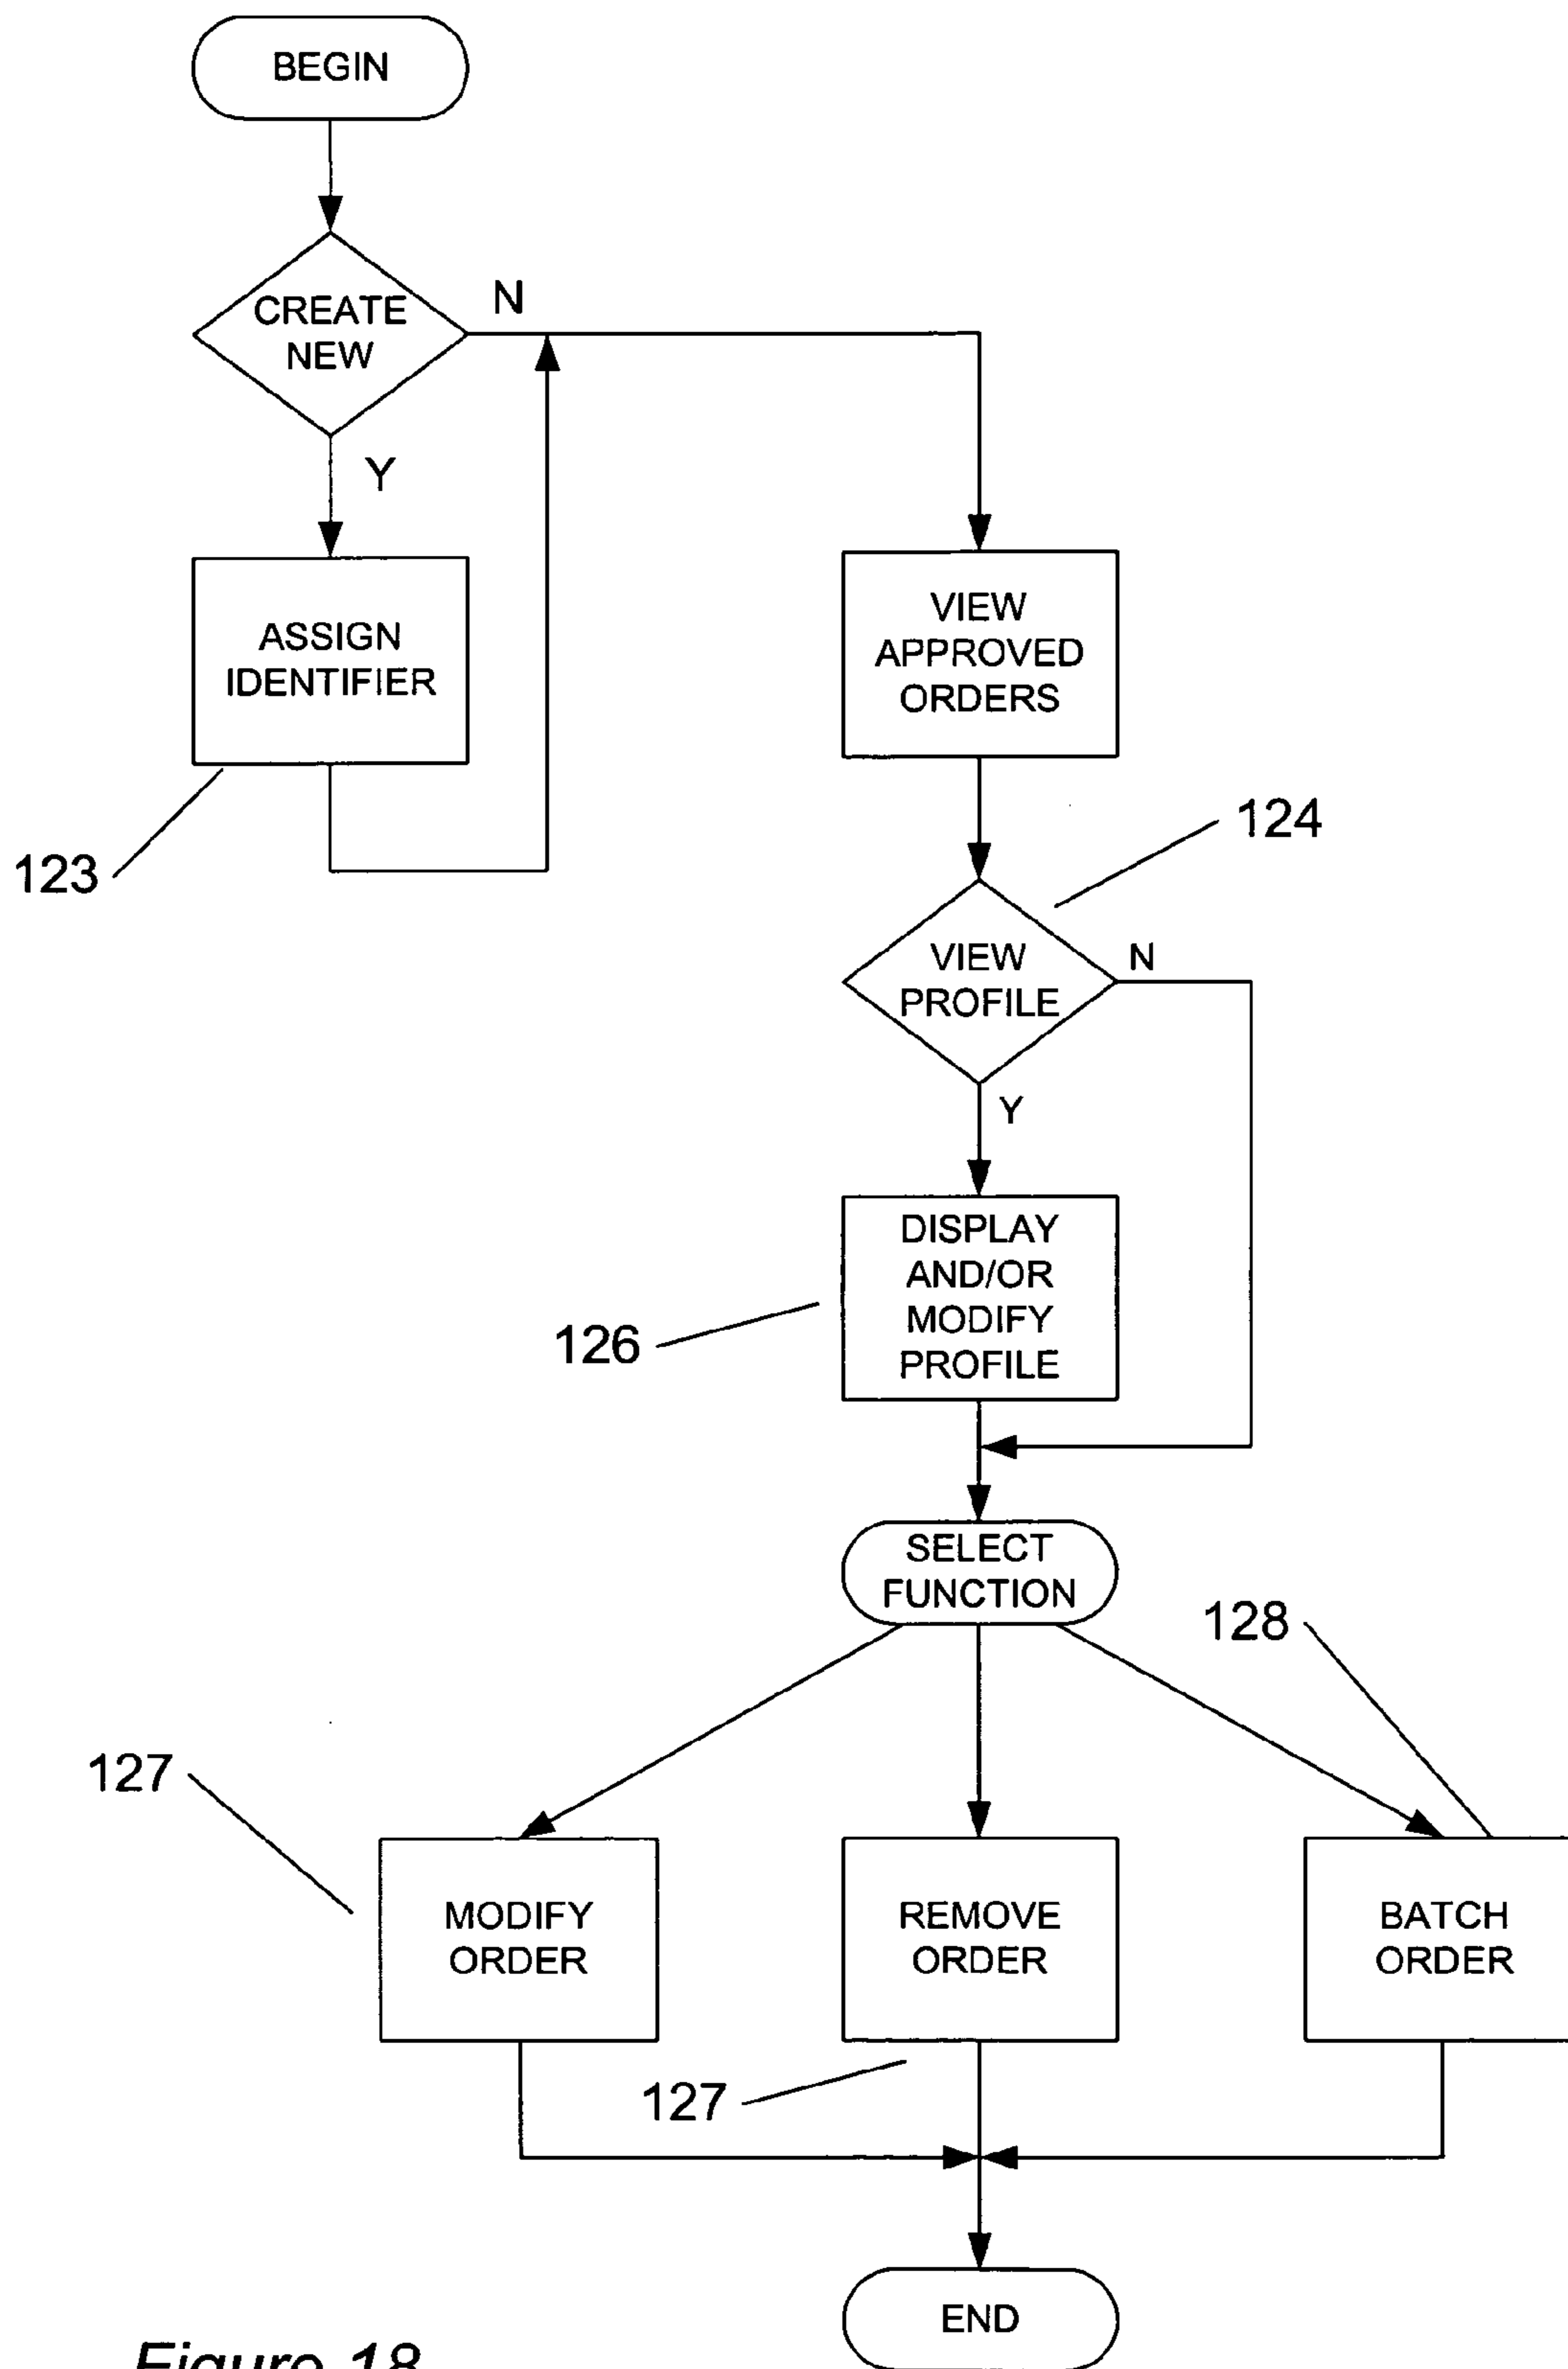 BEGIN
CREATE
NEW
N
Y
ASSIGN
IDENTIFIER
123
VIEW
APPROVED
ORDERS
124
VIEW
PROFILE
N
Y
DISPLAY
AND/OR
MODIFY
PROFILE
126
SELECT
FUNCTION
128
127
MODIFY
ORDER
REMOVE
ORDER
BATCH
ORDER
127
END
Figure 18